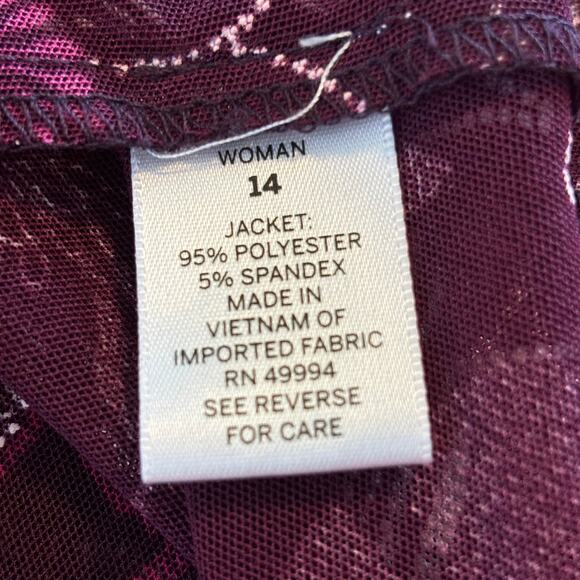 WOMAN
14
JACKET:
95% POLYESTER
5% SPANDEX
MADE IN
VIETNAM OF
IMPORTED FABRIC
RN 49994
SEE REVERSE
FOR CARE